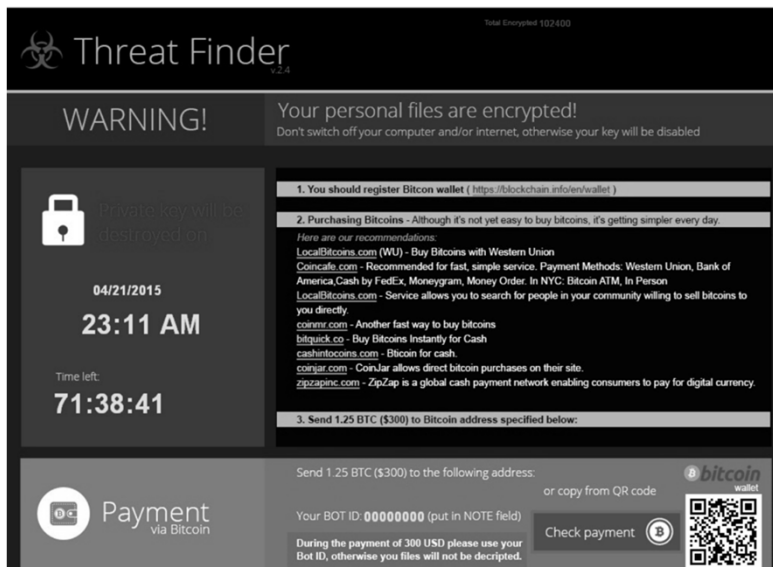 Total Encrypted 102400
Threat Finder
v.2.4
WARNING!
Your personal files are encrypted!
Don't switch off your computer and/or internet, otherwise your key will be disabled
Private key will be
destroyed on
04/21/2015
23:11 AM
Time left:
71:38:41
1. You should register Bitcon wallet ( https://blockchain.info/en/wallet )
2. Purchasing Bitcoins - Although it's not yet easy to buy bitcoins, it's getting simpler every day.
Here are our recommendations:
LocalBitcoins.com (WU) - Buy Bitcoins with Western Union
Coincafe.com - Recommended for fast, simple service. Payment Methods: Western Union, Bank of
America,Cash by FedEx, Moneygram, Money Order. In NYC: Bitcoin ATM, In Person
LocalBitcoins.com - Service allows you to search for people in your community willing to sell bitcoins to
you directly.
coinmr.com - Another fast way to buy bitcoins
bitquick.co - Buy Bitcoins Instantly for Cash
cashintocoins.com - Bticoin for cash.
coinjar.com - CoinJar allows direct bitcoin purchases on their site.
zipzapinc.com - ZipZap is a global cash payment network enabling consumers to pay for digital currency.
3. Send 1.25 BTC ($300) to Bitcoin address specified below:
Payment
via Bitcoin
Send 1.25 BTC ($300) to the following address:
or copy from QR code
Your BOT ID: 00000000 (put in NOTE field)
During the payment of 300 USD please use your
Bot ID, otherwise you files will not be decripted.
Check payment
bitcoin
wallet